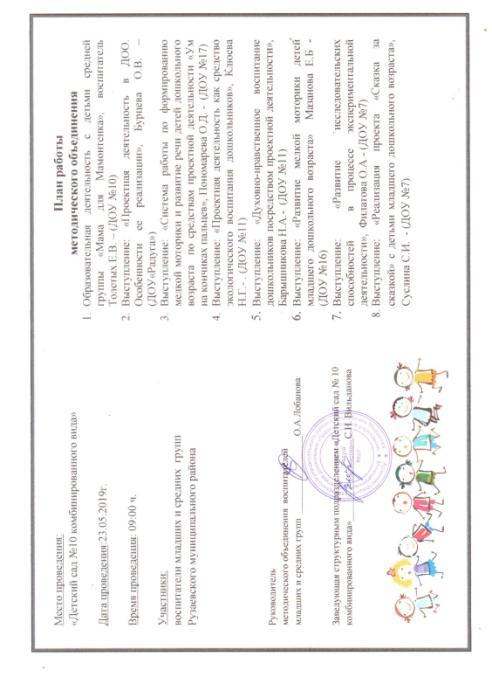 Место проведения:
«Детский сад №10 комбинированного вида»
Дата проведения:23.05.2019г.
Время проведения: 09:00 ч.
Участники:
воспитатели младших и средних групп
Рузаевского муниципального района
Руководитель
методического объединения воспитателей
младших и средних групп О.А.Лобанова
Заведующая структурным подразделением «Детский сад № 10
комбинированного вида» С.Н. Вильданова
План работы
методического объединения
1. Образовательная деятельность с детьми средней
группы «Мама для Мамонтенка», воспитатель
Толстых Е.В. – (ДОУ №10)
2. Выступление: «Проектная деятельность в ДОО.
Особенности ее реализации», Бурцева О.В. –
(ДОУ«Радуга»)
3. Выступление: «Система работы по формированию
мелкой моторики и развитие речи детей дошкольного
возраста по средствам проектной деятельности «Ум
на кончиках пальцев», Пономарева О.Д. - (ДОУ №17)
4. Выступление: «Проектная деятельность как средство
экологического воспитания дошкольников», Клюева
Н.Г.- . (ДОУ №11)
5. Выступление: «Духовно-нравственное воспитание
дошкольников посредством проектной деятельности»,
Барышникова Н.А.- (ДОУ №11)
6. Выступление: «Развитие мелкой моторики детей
младшего дошкольного возраста» Мазанова Е.Б -
(ДОУ №16)
7. Выступление: «Развитие исследовательских
способностей в процессе экспериментальной
деятельности», Филатова О.А - (ДОУ №7)
8. Выступление: «Реализация проекта «Сказка за
сказкой» с детьми младшего дошкольного возраста»,
Суслина С.И. - (ДОУ №7)